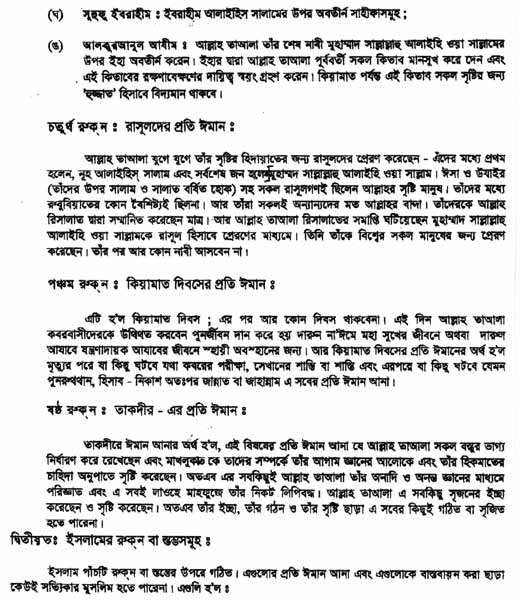 (ঘ) সুহুফু ইবরাহীম : ইবরাহীম আলাইহিস সালামের উপর অবতীর্ন সাহীফাসমূহ ;
(ঙ) আলকুরআনুল আযীম : আল্লাহ তাআলা তাঁর শেষ নাবী মুহাম্মাদ সাল্লাল্লাহু আলাইহি ওয়া সাল্লামের
উপর ইহা অবতীর্ন করেন। ইহার দ্বারা আল্লাহ তাআলা পূর্ববর্তী সকল কিতাব মানসুখ করে দেন এবং
এই কিতাবের রক্ষণাবেক্ষণের দায়িত্ব স্বয়ং গ্রহণ করেন। কিয়ামাত পর্যন্ত এই কিতাব সকল সৃষ্টির জন্য
'হুজ্জাত' হিসাবে বিদ্যমান থাকবে।
চতুর্থ রুক্‌ন : রাসূলদের প্রতি ঈমান :
আল্লাহ তাআলা যুগে যুগে তাঁর সৃষ্টির হিদায়াতের জন্য রাসূলদের প্রেরণ করেছেন - এঁদের মধ্যে প্রথম
হলেন, নূহ আলাইহিস্ সালাম এবং সর্বশেষ জন হলেন মুহাম্মাদ সাল্লাল্লাহু আলাইহি ওয়া সাল্লাম। ঈসা ও উযাইর
(তাঁদের উপর সালাম ও সালাত বর্ষিত হোক) সহ সকল রাসূলগণই ছিলেন আল্লাহর সৃষ্টি মানুষ। তাঁদের মধ্যে
রুবুবিয়াতের কোন বৈশিষ্ট্যই ছিলনা। আর তাঁরা সকলই অন্যান্যদের মত আল্লাহর বান্দা। তাঁদেরকে আল্লাহ
রিসালাত দ্বারা সম্মানিত করেছেন মাত্র। আর আল্লাহ তাআলা রিসালাতের সমাপ্তি ঘটিয়েছেন মুহাম্মাদ সাল্লাল্লাহু
আলাইহি ওয়া সাল্লামকে রাসূল হিসাবে প্রেরণের মাধ্যমে। তিনি তাঁকে বিশ্বের সকল মানুষের জন্য প্রেরণ
করেছেন। তাঁর পর আর কোন নাবী আসবেন না।
পঞ্চম রুক্‌ন : কিয়ামাত দিবসের প্রতি ঈমান :
এটি হ'ল কিয়ামাত দিবস ; এর পর আর কোন দিবস থাকবেনা। এই দিন আল্লাহ তাআলা
কবরবাসীদেরকে উত্থিত করবেন পুনর্জীবন দান করে হয় দারুন না'ঈমে মহা সুখের জীবনে অথবা দারুল
আযাবে যন্ত্রণাদায়ক আযাবের জীবনে স্হায়ী অবস্হানের জন্য। আর কিয়ামাত দিবসের প্রতি ঈমানের অর্থ হ'ল
মৃত্যুর পরে যা কিছু ঘটবে যথা কবরের পরীক্ষা, সেখানের শান্তি বা শাস্তি এবং এরপরে যা কিছু ঘটবে যেমন
পুনরুত্থান, হিসাব - নিকাশ অতঃপর জান্নাত বা জাহান্নাম এ সবের প্রতি ঈমান আনা।
ষষ্ঠ রুক্‌ন : তাকদীর - এর প্রতি ঈমান :
তাকদীরে ঈমান আনার অর্থ হ'ল, এই বিষয়ের প্রতি ঈমান আনা যে আল্লাহ তাআলা সকল বস্তুর ভাগ্য
নির্ধারণ করে রেখেছেন এবং মাখলুকাত কে তাদের সম্পর্কে তাঁর আগাম জ্ঞানের আলোকে এবং তাঁর হিকমাতের
চাহিদা অনুপাতে সৃষ্টি করেছেন। অতএব এর সবকিছুই আল্লাহ তাআলা তাঁর অনাদি ও অনন্ত জ্ঞানের মাধ্যমে
পরিজ্ঞাত এবং এ সবই লাওহে মাহফুজে তাঁর নিকট লিপিবদ্ধ। আল্লাহ তাআলা এ সবকিছু সৃজনের ইচ্ছা
করেছেন ও সৃষ্টি করেছেন। অতএব তাঁর ইচ্ছা, তাঁর গঠন ও তাঁর সৃষ্টি ছাড়া এ সবের কিছুই গঠিত বা সৃজিত
হতে পারেনা।
দ্বিতীয়তঃ ইসলামের রুক্‌ন বা স্তম্ভসমূহ :
ইসলাম পাঁচটি রুক্‌ন বা স্তম্ভের উপরে গঠিত। এগুলোর প্রতি ঈমান আনা এবং এগুলোকে বাস্তবায়ন করা ছাড়া
কেউই সত্যিকার মুসলিম হতে পারেনা। এগুলি হ'ল :